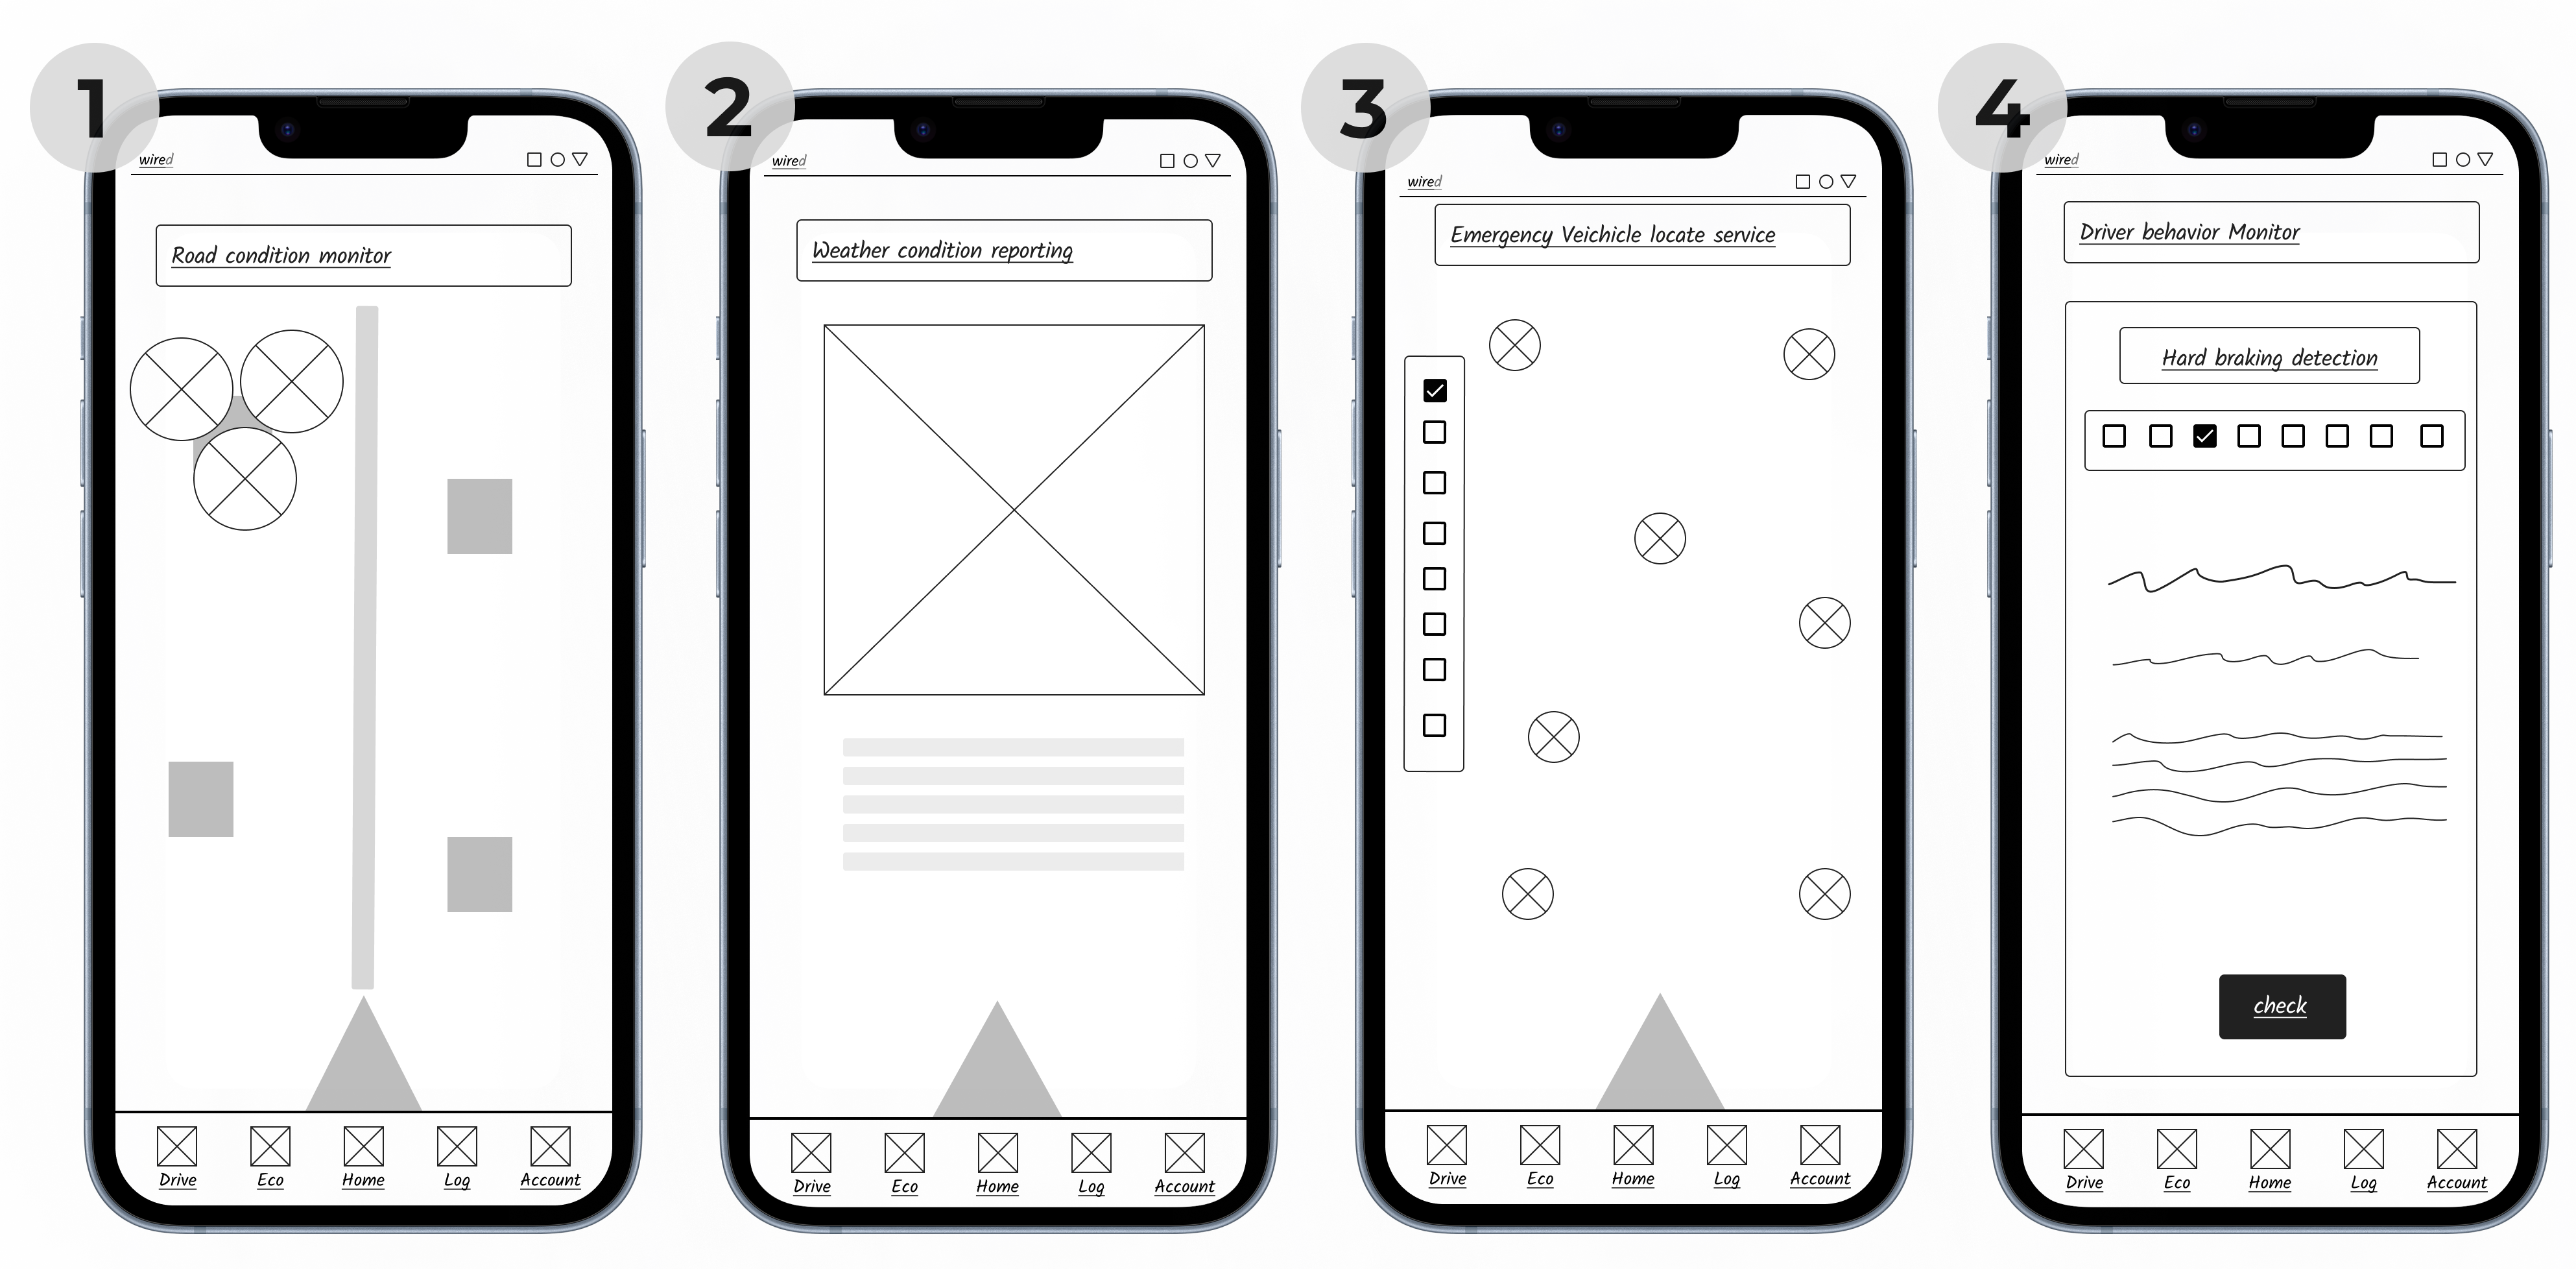 1
wired
Road condition monitor
Drive Eco Home Log Account
2
wired
Weather condition reporting
Drive Eco Home Log Account
3
wired
Emergency Veichicle locate service
Drive Eco Home Log Account
4
wired
Driver behavior Monitor
Hard braking detection
check
Drive Eco Home Log Account